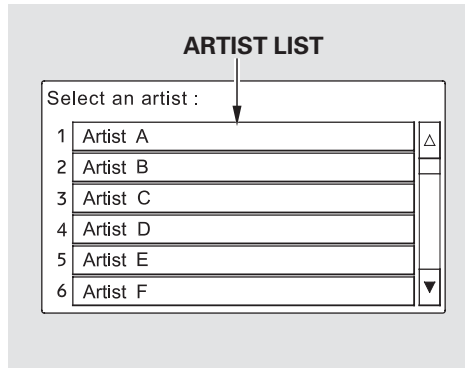 ARTIST LIST
Select an artist :
1 Artist A
2 Artist B
3 Artist C
4 Artist D
5 Artist E
6 Artist F